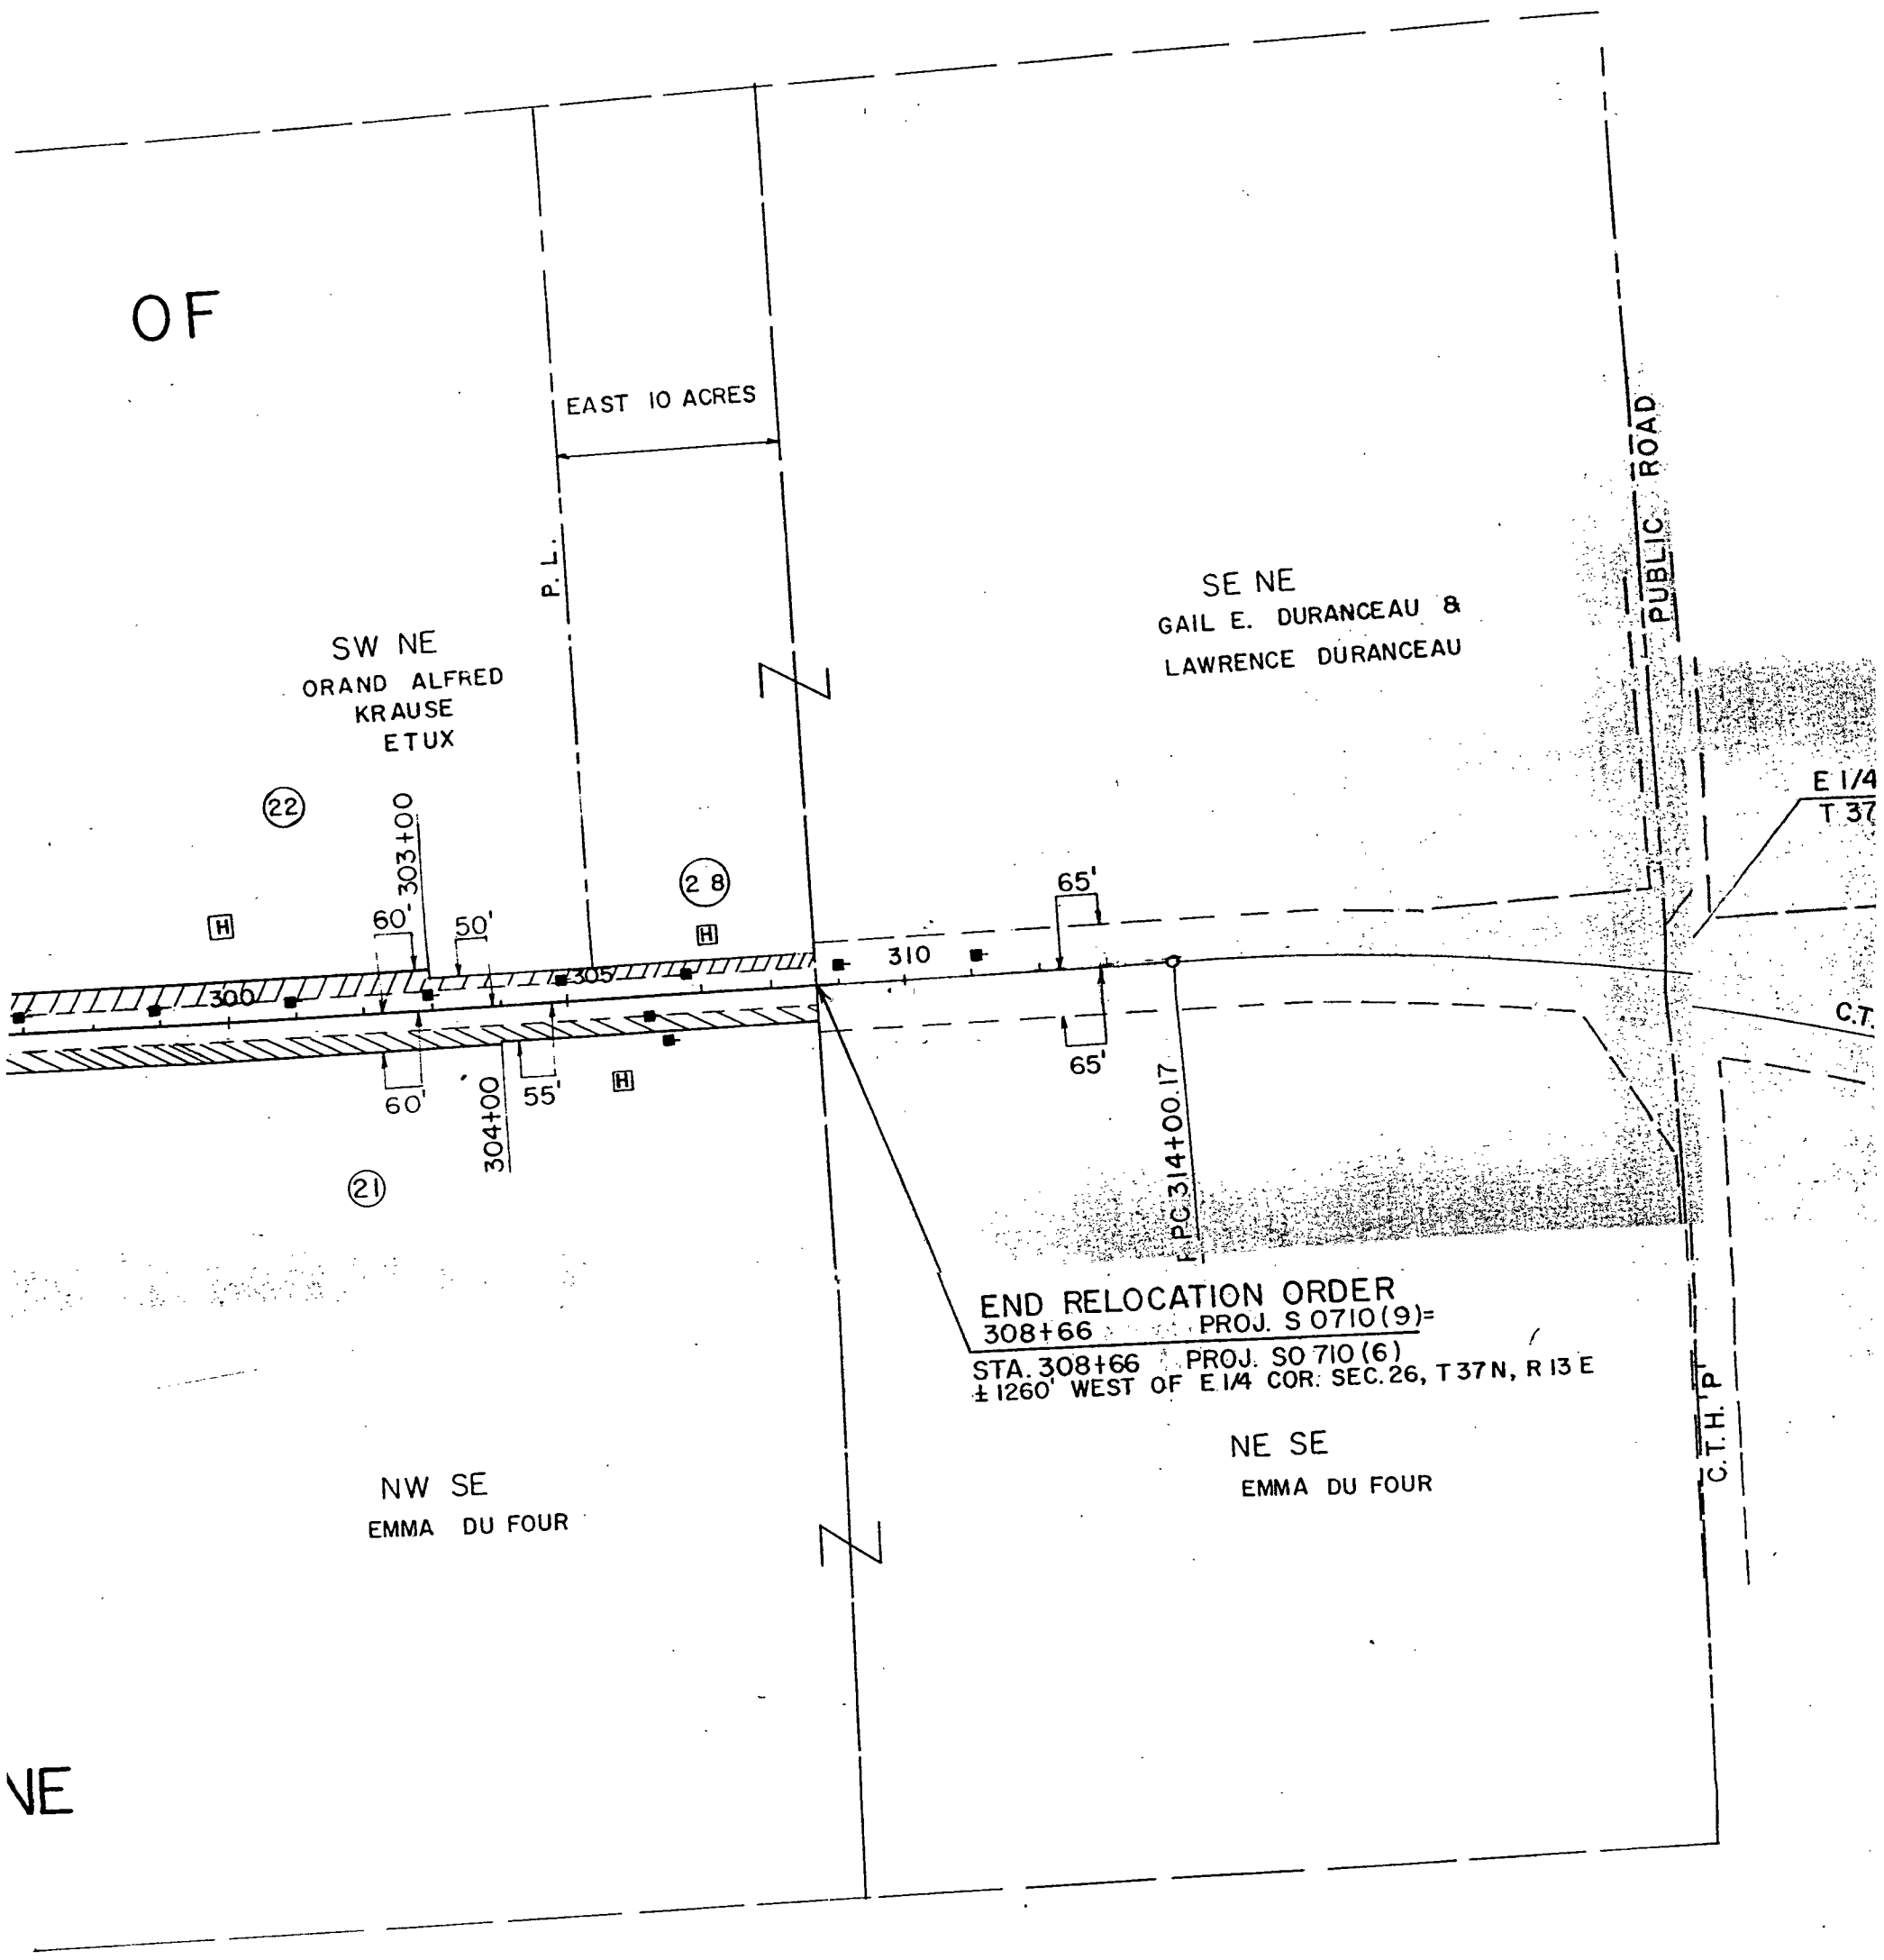 OF
EAST 10 ACRES
P. L.
PUBLIC ROAD
SE NE
GAIL E. DURANCEAU &
LAWRENCE DURANCEAU
SW NE
ORAND ALFRED
KRAUSE
ETUX
22
303+00
E 1/4
T 37
28
60'
50'
65'
H
H
300
305
310
C.T.
60'
304+00
55'
H
65'
21
P.C. 314+00.17
END RELOCATION ORDER
308+66 PROJ. S 0710(9)=
STA. 308+66 PROJ. SO 710(6)
±1260' WEST OF E.1/4 COR. SEC. 26, T 37 N, R 13 E
NW SE
EMMA DU FOUR
NE SE
EMMA DU FOUR
C.T.H. 'P'
NE